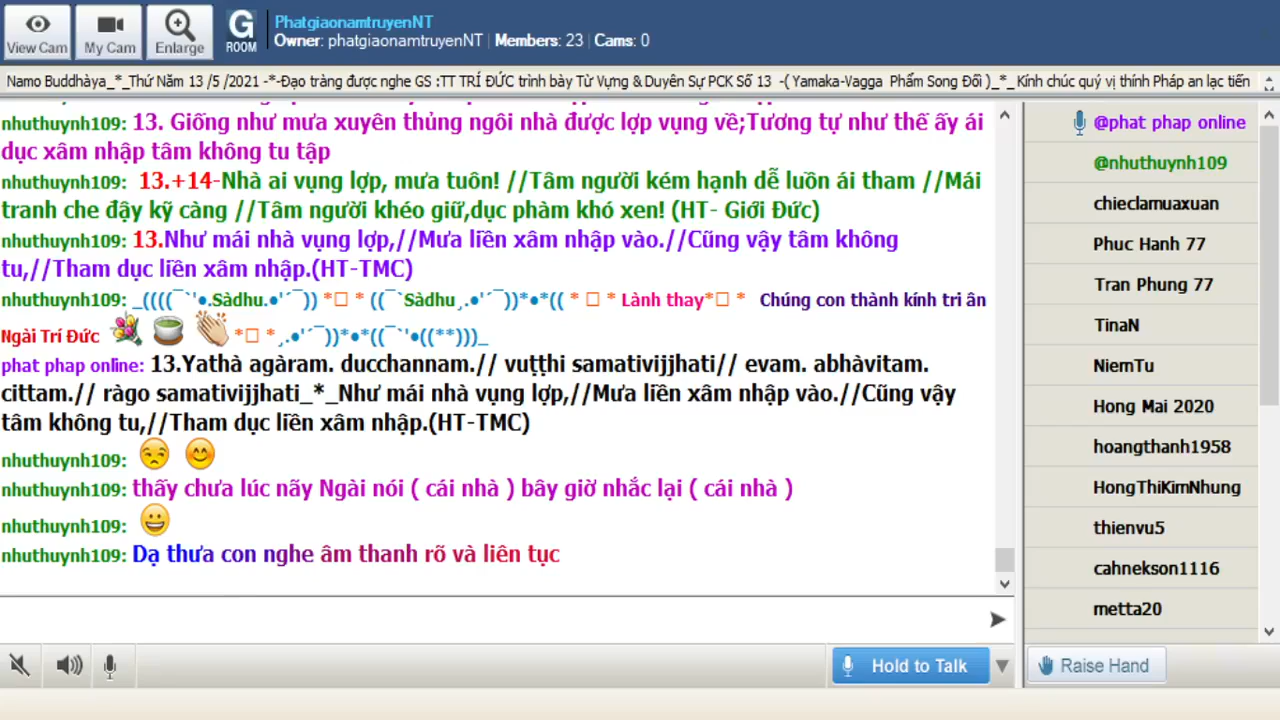 View Cam
My Cam
Enlarge
G
ROOM
PhatgiaonamtruyenNT
Owner: phatgiaonamtruyenNT | Members: 23 | Cams: 0
Namo Buddhàya_*_Thứ Năm 13 /5 /2021 -*-Đạo tràng được nghe GS :TT TRÍ ĐỨC trình bày Từ Vựng & Duyên Sự PCK Số 13 -( Yamaka-Vagga Phẩm Song Đối )_*_ Kính chúc quý vị thính Pháp an lạc tiến
nhuthuynh109: 13. Giống như mưa xuyên thủng ngôi nhà được lợp vụng về;Tương tự như thế ấy ái
dục xâm nhập tâm không tu tập
nhuthuynh109: 13.+14-Nhà ai vụng lợp, mưa tuôn! //Tâm người kém hạnh dễ luồn ái tham //Mái
tranh che đậy kỹ càng //Tâm người khéo giữ,dục phàm khó xen! (HT- Giới Đức)
nhuthuynh109: 13.Như mái nhà vụng lợp,//Mưa liền xâm nhập vào.//Cũng vậy tâm không
tu,//Tham dục liền xâm nhập.(HT-TMC)
nhuthuynh109: _((((¯`'•.Sàdhu.•'´¯)) *▯ * ((¯`Sàdhu¸.•'´¯))*•*(( * ▯ * Lành thay*▯ * Chúng con thành kính tri ân
Ngài Trí Đức 💐 🍵 👏 *▯ *¸.•'´¯))*•*((¯`'•((**)))_
phat phap online: 13.Yathà agàram. ducchannam.// vuṭṭhi samativijjhati// evam. abhàvitam.
cittam.// ràgo samativijjhati_*_Như mái nhà vụng lợp,//Mưa liền xâm nhập vào.//Cũng vậy
tâm không tu,//Tham dục liền xâm nhập.(HT-TMC)
nhuthuynh109: 😒 😊
nhuthuynh109: thấy chưa lúc nãy Ngài nói ( cái nhà ) bây giờ nhắc lại ( cái nhà )
nhuthuynh109: 😀
nhuthuynh109: Dạ thưa con nghe âm thanh rõ và liên tục
@phat phap online
@nhuthuynh109
chieclamuaxuan
Phuc Hanh 77
Tran Phung 77
TinaN
NiemTu
Hong Mai 2020
hoangthanh1958
HongThiKimNhung
thienvu5
cahnekson1116
metta20
Hold to Talk
Raise Hand